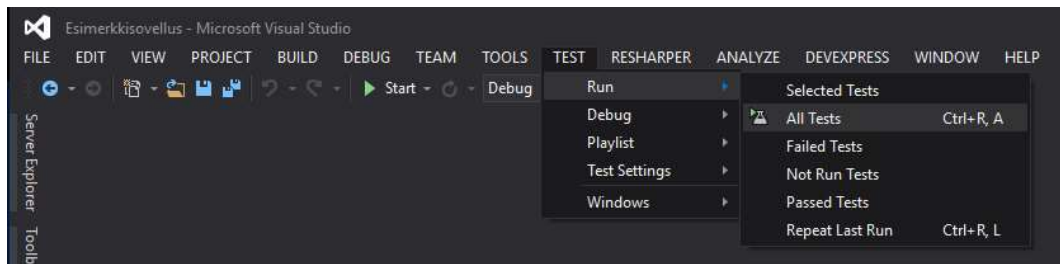 Esimerkkisovellus - Microsoft Visual Studio
FILE EDIT VIEW PROJECT BUILD DEBUG TEAM TOOLS TEST RESHARPER ANALYZE DEVEXPRESS WINDOW HELP
Start Debug
Run
Debug
Playlist
Test Settings
Windows
Selected Tests
All Tests Ctrl+R, A
Failed Tests
Not Run Tests
Passed Tests
Repeat Last Run Ctrl+R, L
Server Explorer
Toolb